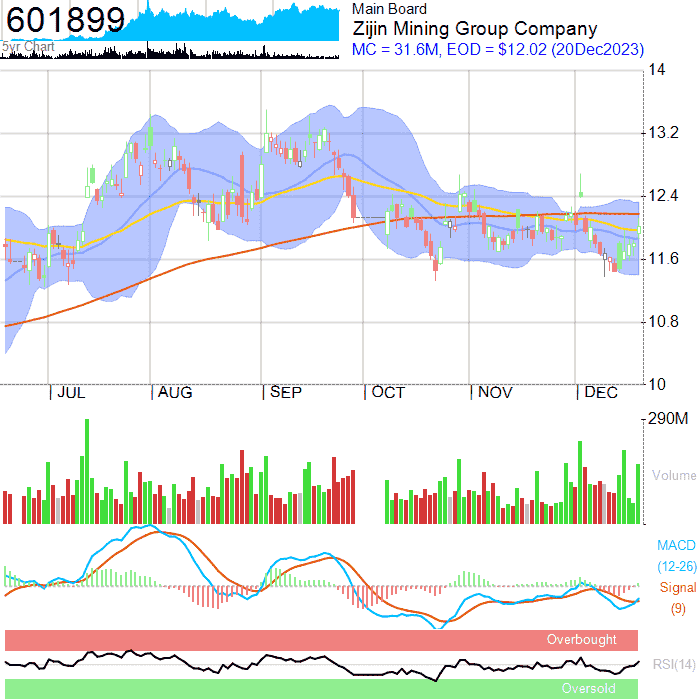 601899
5yr Chart
Main Board
Zijin Mining Group Company
MC = 31.6M, EOD = $12.02 (20Dec2023)
14
13.2
12.4
11.6
10.8
10
| JUL | AUG | SEP | OCT | NOV | DEC
290M
Volume
MACD
(12-26)
Signal
(9)
Overbought
RSI(14)
Oversold